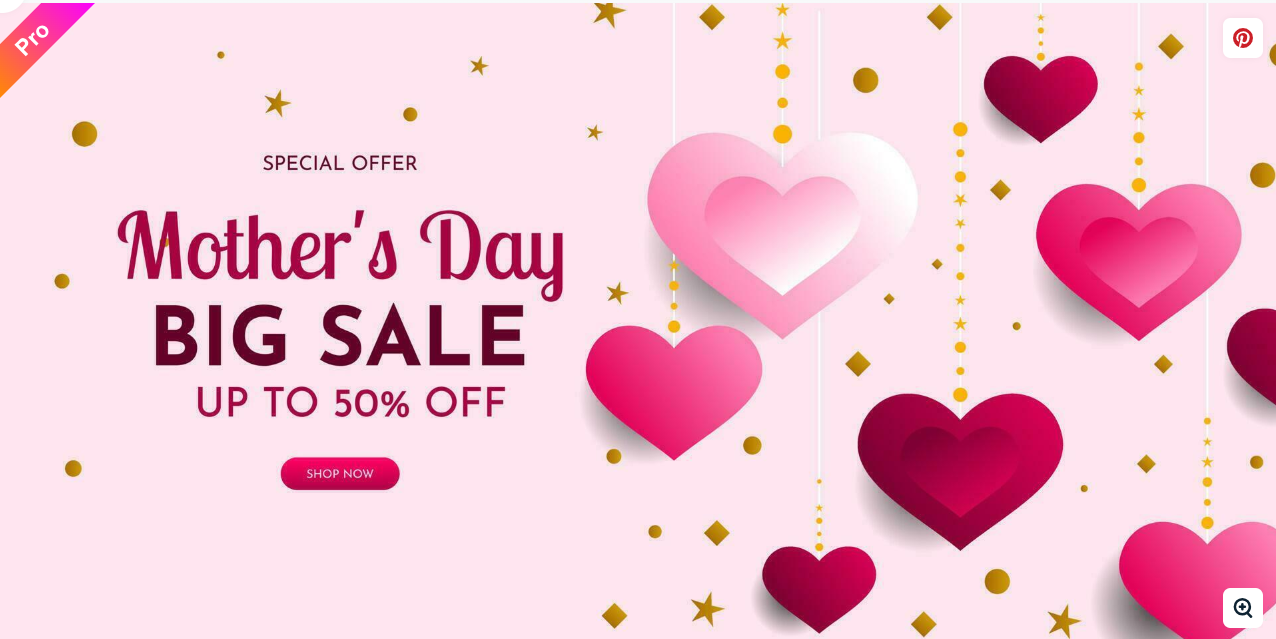 Pro
SPECIAL OFFER
Mother's Day
BIG SALE
UP TO 50% OFF
SHOP NOW